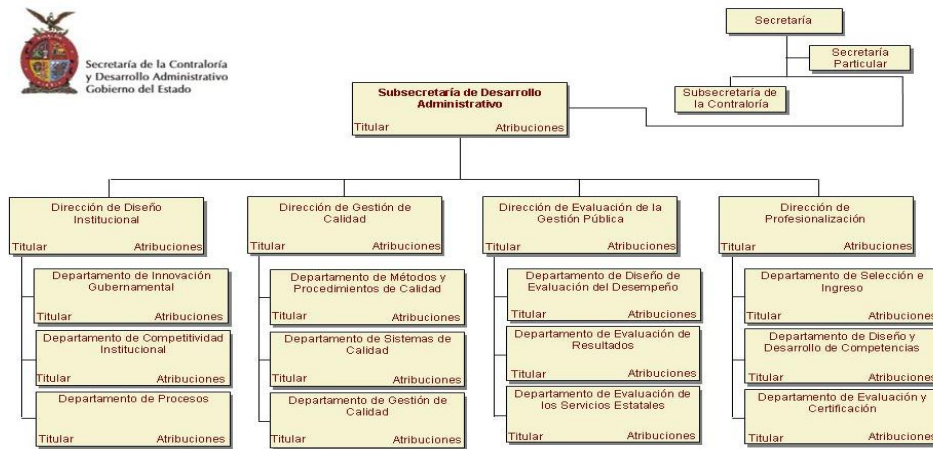 Secretaría de la Contraloría
y Desarrollo Administrativo
Gobierno del Estado
Secretaría
Secretaría
Particular
Subsecretaría de
la Contraloría
Subsecretaría de Desarrollo
Administrativo
Titular Atribuciones
Dirección de Diseño
Institucional
Titular Atribuciones
Departamento de Innovación
Gubernamental
Titular Atribuciones
Departamento de Competitividad
Institucional
Titular Atribuciones
Departamento de Procesos
Titular Atribuciones
Dirección de Gestión de
Calidad
Titular Atribuciones
Departamento de Métodos y
Procedimientos de Calidad
Titular Atribuciones
Departamento de Sistemas de
Calidad
Titular Atribuciones
Departamento de Gestión de
Calidad
Titular Atribuciones
Dirección de Evaluación de la
Gestión Pública
Titular Atribuciones
Departamento de Diseño de
Evaluación del Desempeño
Titular Atribuciones
Departamento de Evaluación de
Resultados
Titular Atribuciones
Departamento de Evaluación de
los Servicios Estatales
Titular Atribuciones
Dirección de
Profesionalización
Titular Atribuciones
Departamento de Selección e
Ingreso
Titular Atribuciones
Departamento de Diseño y
Desarrollo de Competencias
Titular Atribuciones
Departamento de Evaluación y
Certificación
Titular Atribuciones